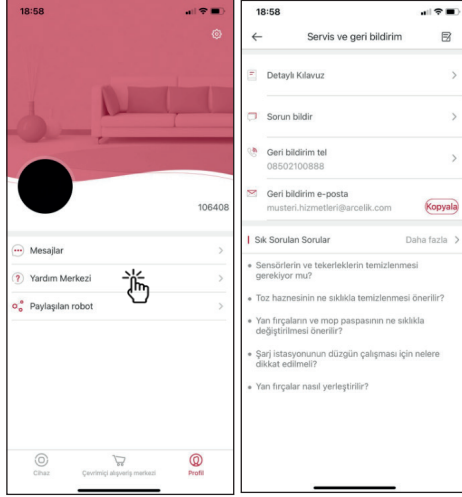 18:58
106408
Mesajlar
Yardım Merkezi
Paylaşılan robot
Cihaz
Çevrimiçi alışveriş merkezi
Profil
18:58
Servis ve geri bildirim
Detaylı Kılavuz
Sorun bildir
Geri bildirim tel
08502100888
Geri bildirim e-posta
musteri.hizmetleri@arcelik.com
Kopyala
Sık Sorulan Sorular
Daha fazla
Sensörlerin ve tekerleklerin temizlenmesi
gerekiyor mu?
Toz haznesinin ne sıklıkla temizlenmesi önerilir?
Yan fırçaların ve mop paspasının ne sıklıkla
değiştirilmesi önerilir?
Şarj istasyonunun düzgün çalışması için nelere
dikkat edilmeli?
Yan fırçalar nasıl yerleştirilir?